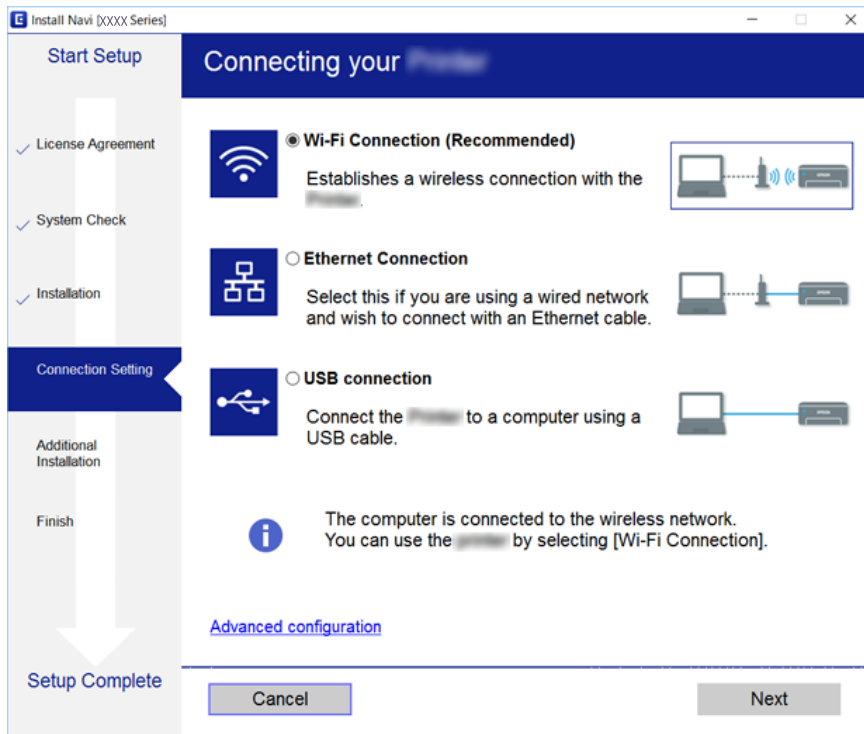 Install Navi [XXXX Series]
Start Setup
License Agreement
System Check
Installation
Connection Setting
Additional
Installation
Finish
Setup Complete
Connecting your
Wi-Fi Connection (Recommended)
Establishes a wireless connection with the
.
EPSON
Ethernet Connection
Select this if you are using a wired network
and wish to connect with an Ethernet cable.
EPSON
USB connection
Connect the to a computer using a
USB cable.
EPSON
The computer is connected to the wireless network.
You can use the by selecting [Wi-Fi Connection].
Advanced configuration
Cancel
Next